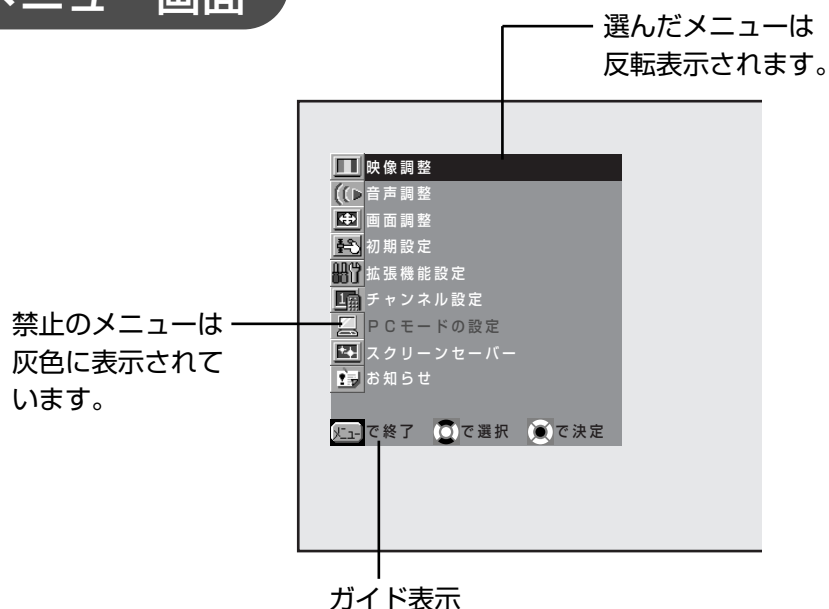 メニュー画面
選んだメニューは
反転表示されます。
映像調整
音声調整
画面調整
初期設定
拡張機能設定
チャンネル設定
PCモードの設定
スクリーンセーバー
お知らせ
禁止のメニューは
灰色に表示されて
います。
メニューで終了 で選択 で決定
ガイド表示